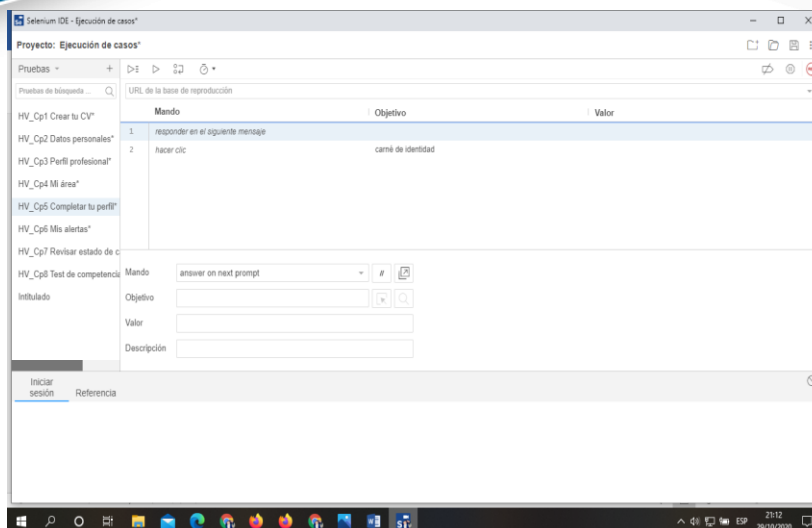 Selenium IDE - Ejecución de casos*
Proyecto: Ejecución de casos*
Pruebas
Pruebas de búsqueda ...
URL de la base de reproducción
Mando Objetivo Valor
1 responder en el siguiente mensaje
2 hacer clic carné de identidad
HV_Cp1 Crear tu CV*
HV_Cp2 Datos personales*
HV_Cp3 Perfil profesional*
HV_Cp4 Mi área*
HV_Cp5 Completar tu perfil*
HV_Cp6 Mis alertas*
HV_Cp7 Revisar estado de c
HV_Cp8 Test de competencia
Intitulado
Mando answer on next prompt //
Objetivo
Valor
Descripción
Iniciar sesión
Referencia
ESP
21:12
29/10/2020